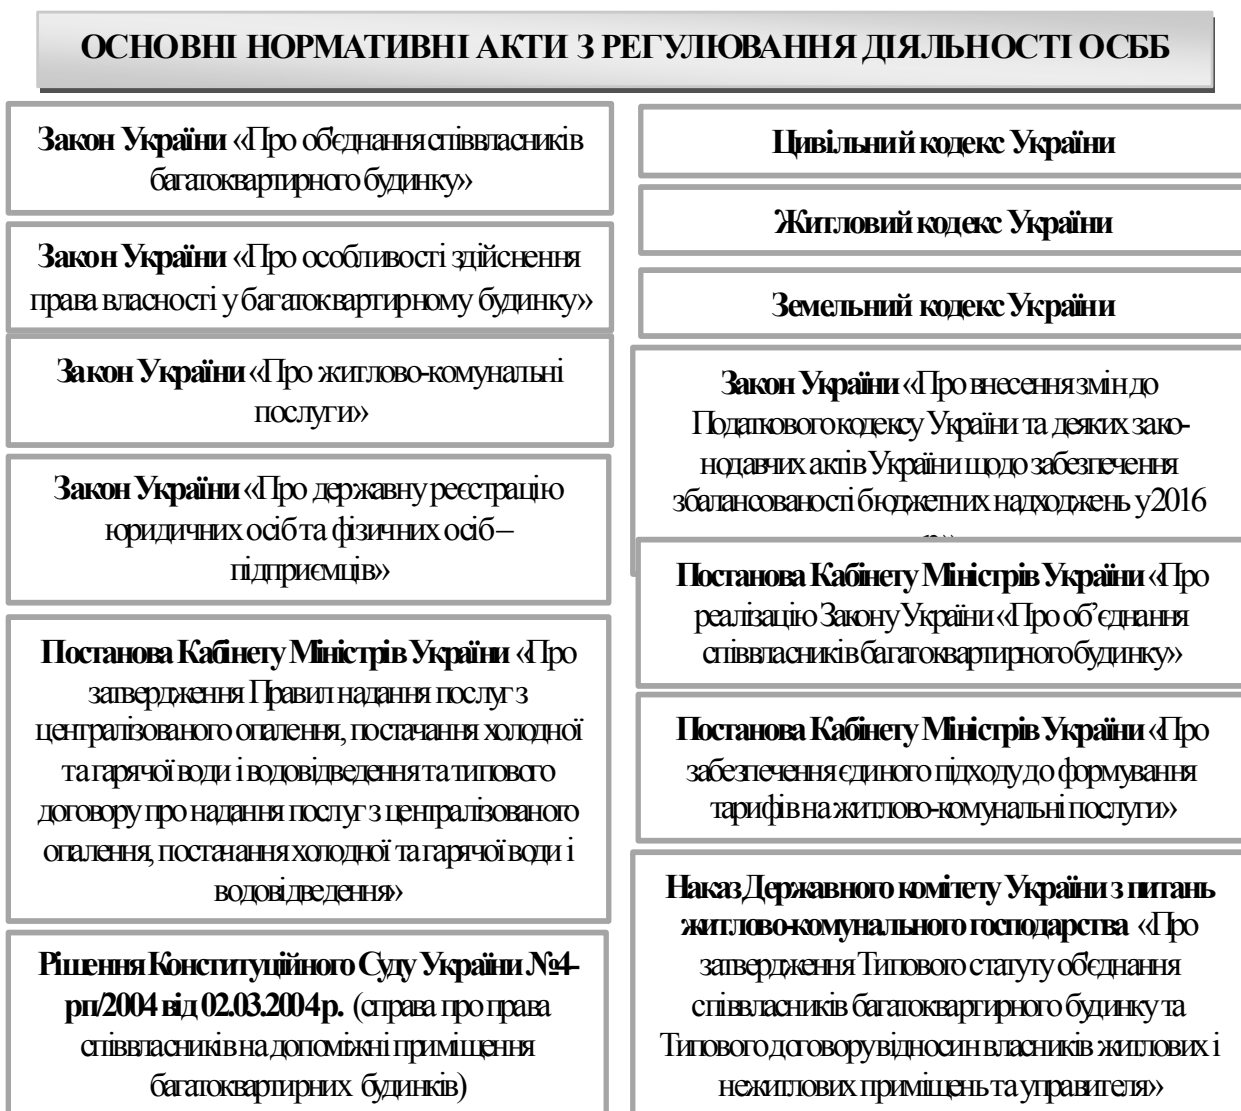 ОСНОВНІ НОРМАТИВНІ АКТИ З РЕГУЛЮВАННЯ ДІЯЛЬНОСТІ ОСББ
Закон України «Про об'єднання співвласників
багатоквартирного будинку»
Закон України «Про особливості здійснення
права власності у багатоквартирному будинку»
Закон України «Про житлово-комунальні
послуги»
Закон України «Про державну реєстрацію
юридичних осіб та фізичних осіб –
підприємців»
Постанова Кабінету Міністрів України «Про
затвердження Правил надання послуг з
централізованого опалення, постачання холодної
та гарячої води і водовідведення та типового
договору про надання послуг з централізованого
опалення, постачання холодної та гарячої води і
водовідведення»
Рішення Конституційного Суду України №4-
рп/2004 від 02.03.2004 р. (справа про права
співвласників на допоміжні приміщення
багатоквартирних будинків)
Цивільний кодекс України
Житловий кодекс України
Земельний кодекс України
Закон України «Про внесення змін до
Податкового кодексу України та деяких зако-
нодавчих актів України щодо забезпечення
збалансованості бюджетних надходжень у 2016
Постанова Кабінету Міністрів України «Про
реалізацію Закону України «Про об’єднання
співвласників багатоквартирного будинку»
Постанова Кабінету Міністрів України «Про
забезпечення єдиного підходу до формування
тарифів на житлово-комунальні послуги»
Наказ Державного комітету України з питань
житлово-комунального господарства «Про
затвердження Типового статуту об'єднання
співвласників багатоквартирного будинку та
Типового договору відносин власників житлових і
нежитлових приміщень та управителя»